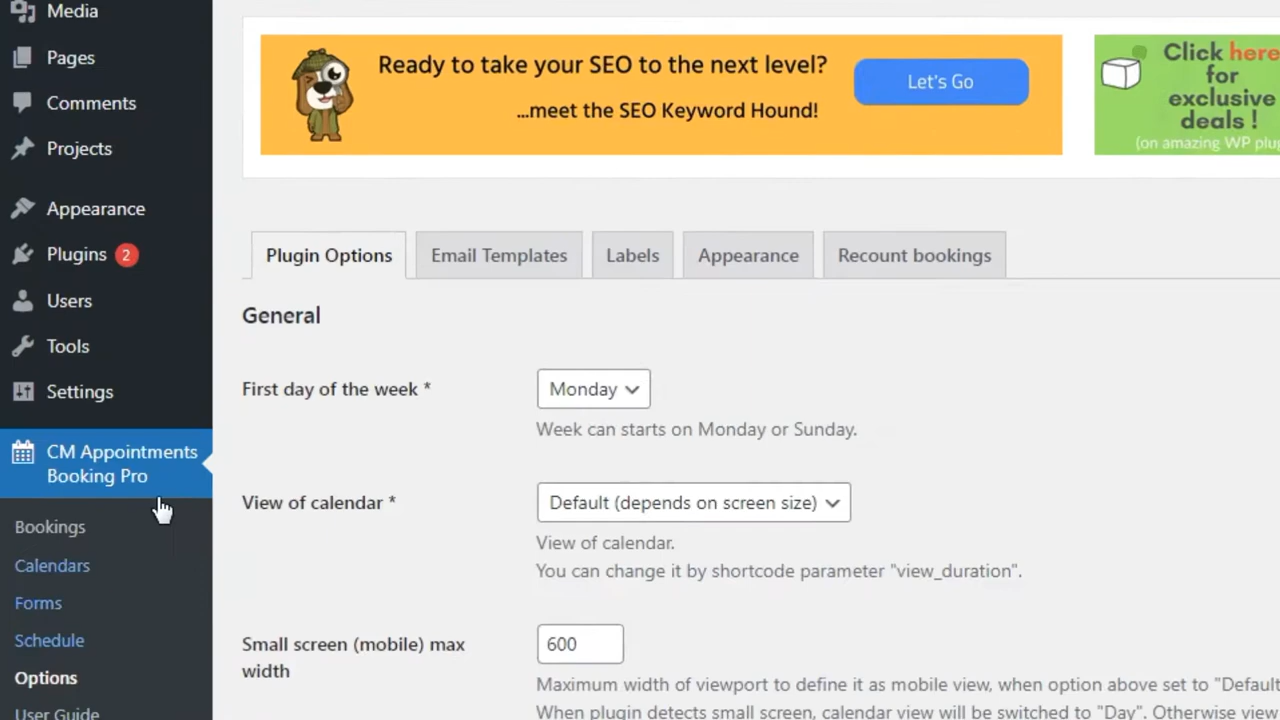 Media
Pages
Comments
Projects
Appearance
Plugins 2
Users
Tools
Settings
CM Appointments
Booking Pro
Bookings
Calendars
Forms
Schedule
Options
User Guide
Ready to take your SEO to the next level?
...meet the SEO Keyword Hound!
Let's Go
Click here
for
exclusive
deals !
(on amazing WP
Plugin Options
Email Templates
Labels
Appearance
Recount bookings
General
First day of the week *
Monday
Week can starts on Monday or Sunday.
View of calendar *
Default (depends on screen size)
View of calendar.
You can change it by shortcode parameter "view_duration".
Small screen (mobile) max
width
600
Maximum width of viewport to define it as mobile view, when option above set to "Default
When plugin detects small screen, calendar view will be switched to "Day". Otherwise view